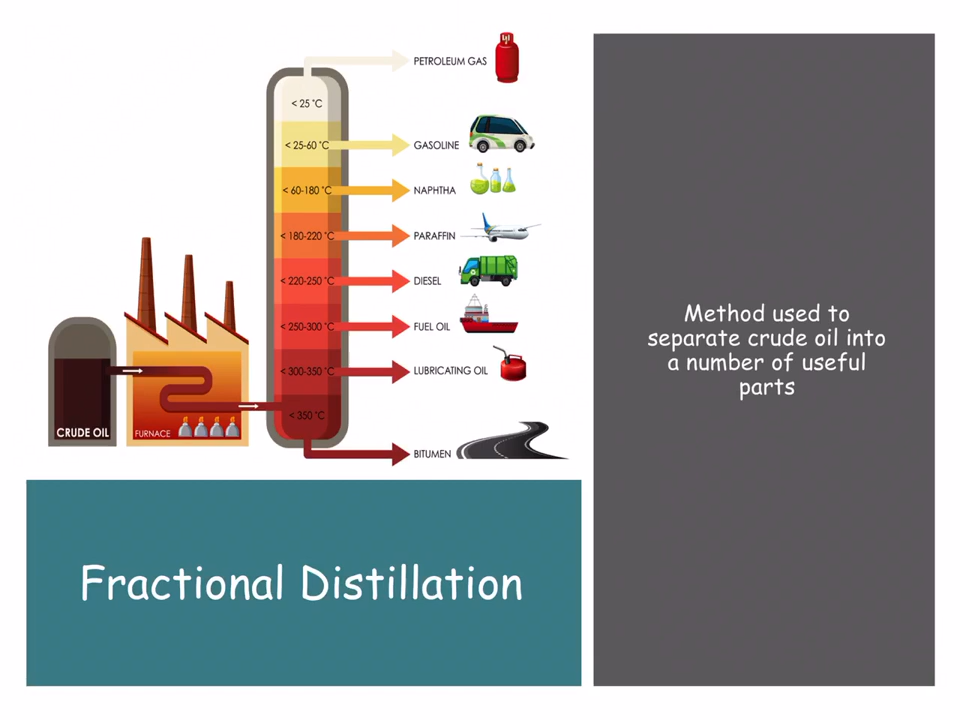 PETROLEUM GAS
< 25 °C
< 25-60 °C
GASOLINE
< 60-180 °C
NAPHTHA
< 180-220 °C
PARAFFIN
< 220-250 °C
DIESEL
< 250-300 °C
FUEL OIL
< 300-350 °C
LUBRICATING OIL
< 350 °C
CRUDE OIL
FURNACE
BITUMEN
Fractional Distillation
Method used to
separate crude oil into
a number of useful
parts